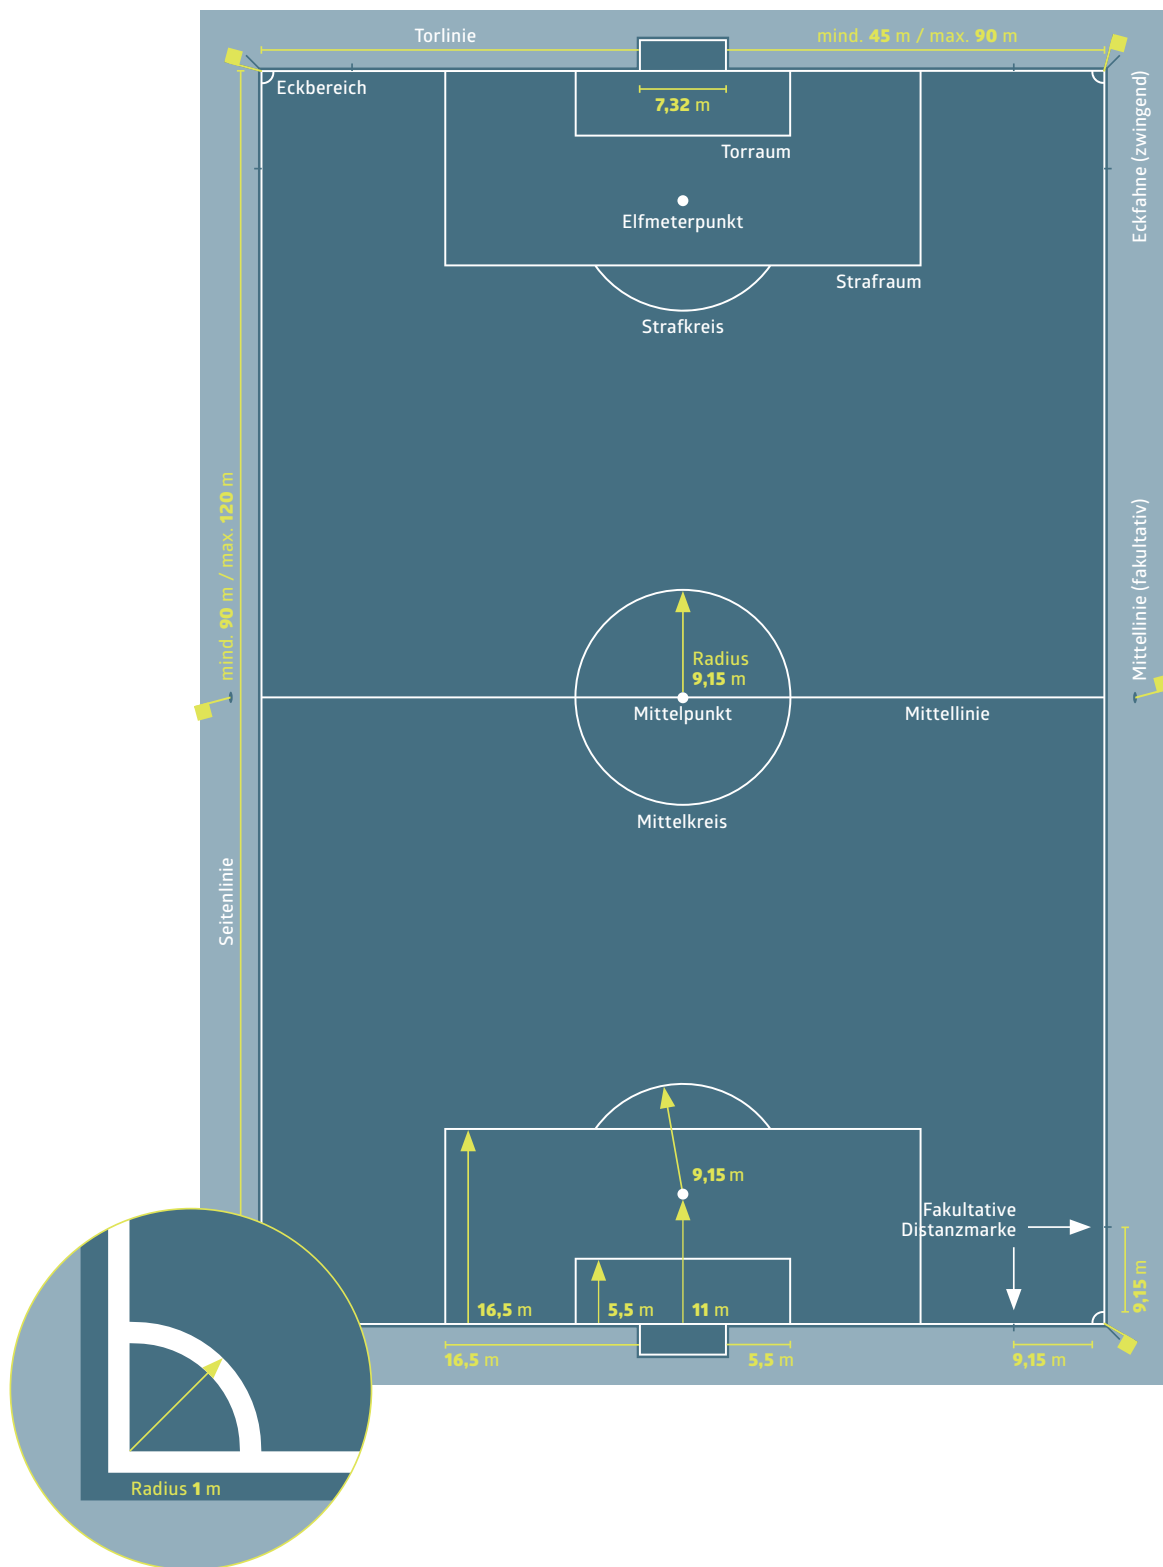 Torlinie
mind. 45 m / max. 90 m
Eckbereich
7,32 m
Torraum
Eckfahne (zwingend)
Elfmeterpunkt
Strafraum
Strafkreis
mind. 90 m / max. 120 m
Mittellinie (fakultativ)
Radius
9,15 m
Mittelpunkt
Mittellinie
Mittelkreis
Seitenlinie
9,15 m
Fakultative
Distanzmarke
9,15 m
16,5 m
5,5 m
11 m
16,5 m
5,5 m
9,15 m
Radius 1 m